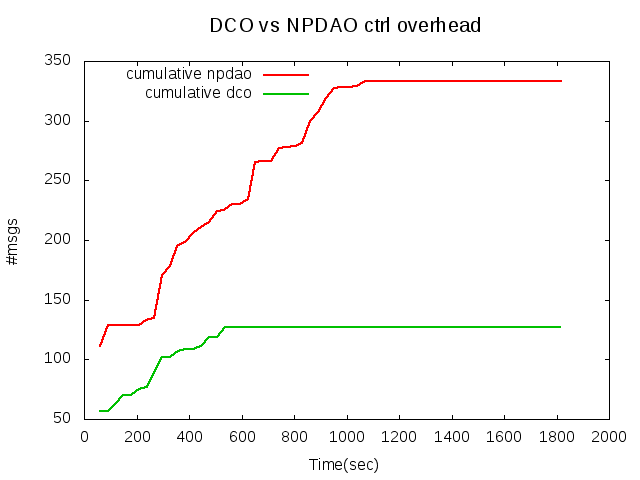 DCO vs NPDAO ctrl overhead
350
300
250
200
150
100
50
#msgs
cumulative npdao
cumulative dco
0 200 400 600 800 1000 1200 1400 1600 1800 2000
Time(sec)